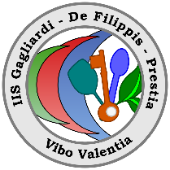 IIS Gagliardi - De Filippis - Prestia
Vibo Valentia